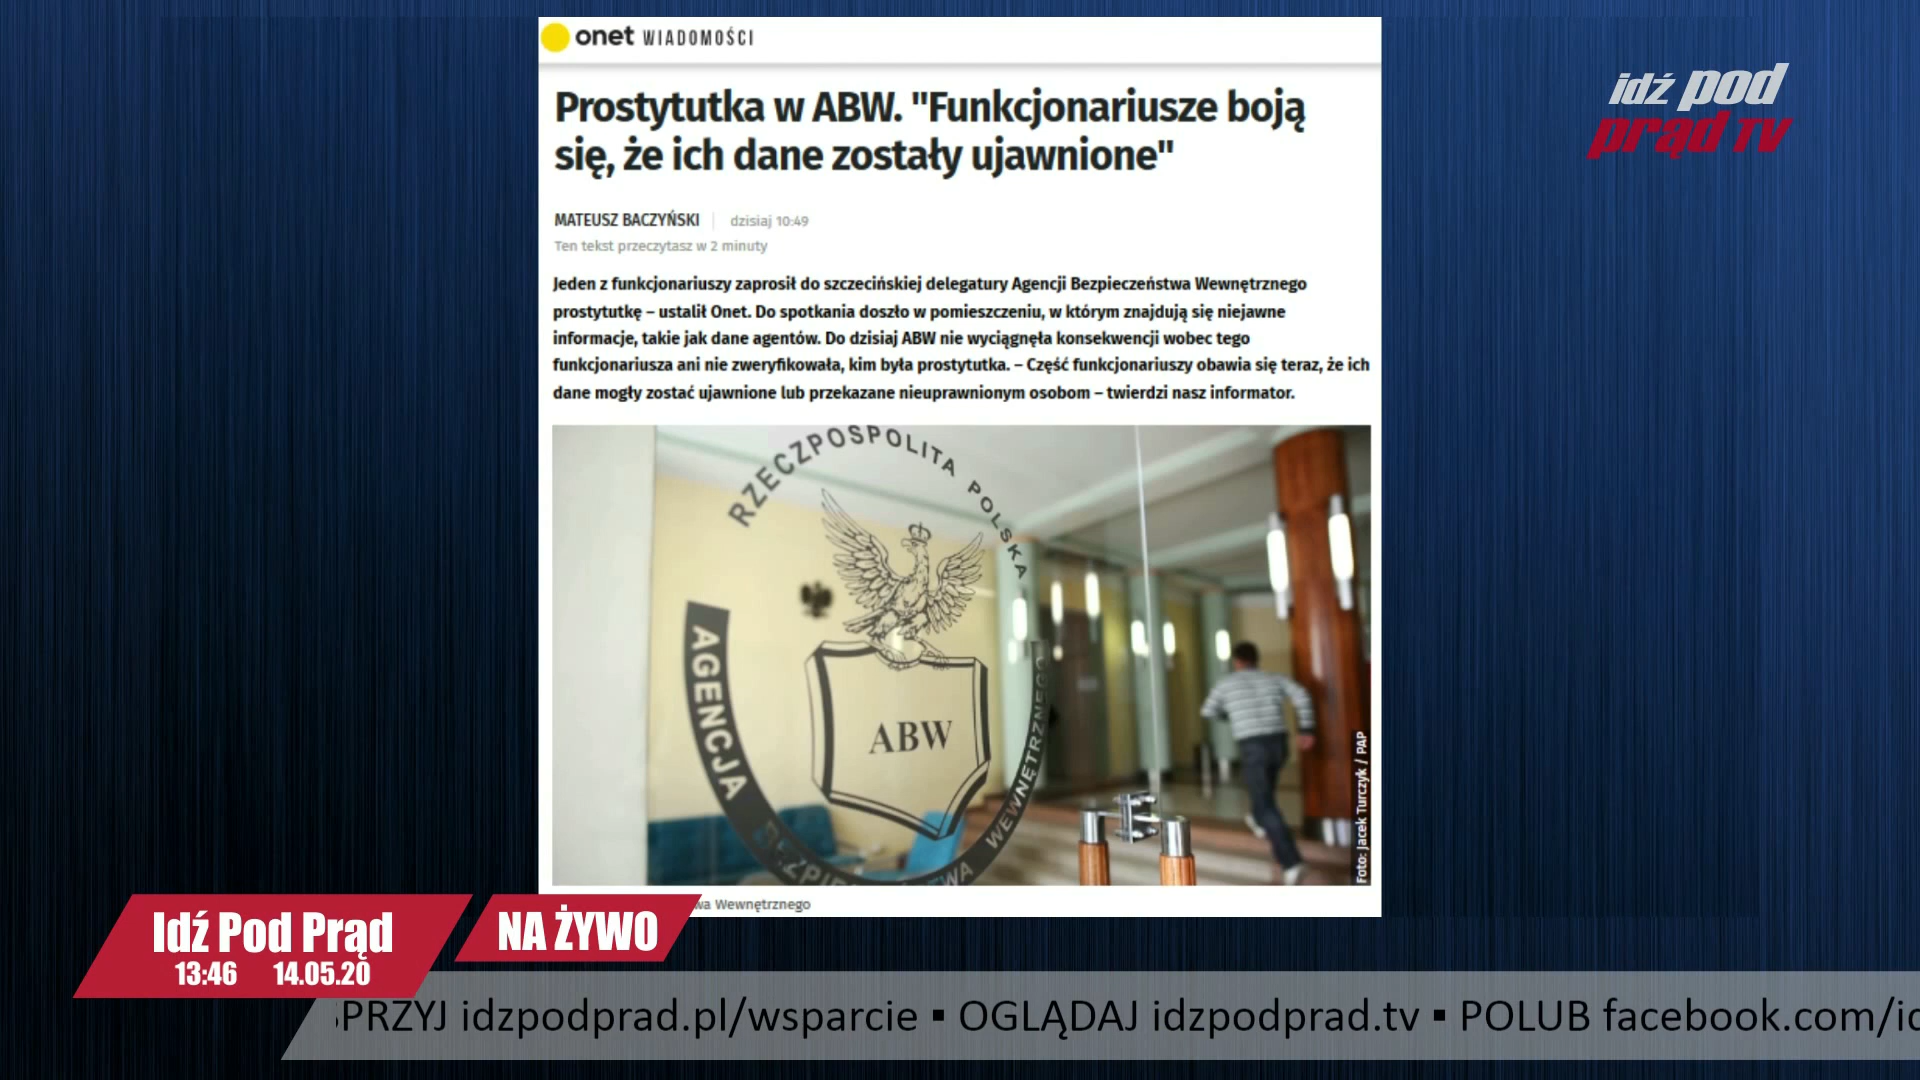 onet WIADOMOŚCI
idź pod
prąd TV
Prostytutka w ABW. "Funkcjonariusze boją
się, że ich dane zostały ujawnione"
MATEUSZ BACZYŃSKI | dzisiaj 10:49
Ten tekst przeczytasz w 2 minuty
Jeden z funkcjonariuszy zaprosił do szczecińskiej delegatury Agencji Bezpieczeństwa Wewnętrznego
prostytutkę – ustalił Onet. Do spotkania doszło w pomieszczeniu, w którym znajdują się niejawne
informacje, takie jak dane agentów. Do dzisiaj ABW nie wyciągnęła konsekwencji wobec tego
funkcjonariusza ani nie zweryfikowała, kim była prostytutka. – Część funkcjonariuszy obawia się teraz, że ich
dane mogły zostać ujawnione lub przekazane nieuprawnionym osobom – twierdzi nasz informator.
RZECZPOSPOLITA POLSKA
AGENCJA
WEWNĘTRZNEGO
ABW
Foto: Jacek Turczyk / PAP
Wewnętrznego
Idź Pod Prąd
13:46 14.05.20
NA ŻYWO
idzpodprad.pl/wsparcie ▪ OGLĄDAJ idzpodprad.tv ▪ POLUB